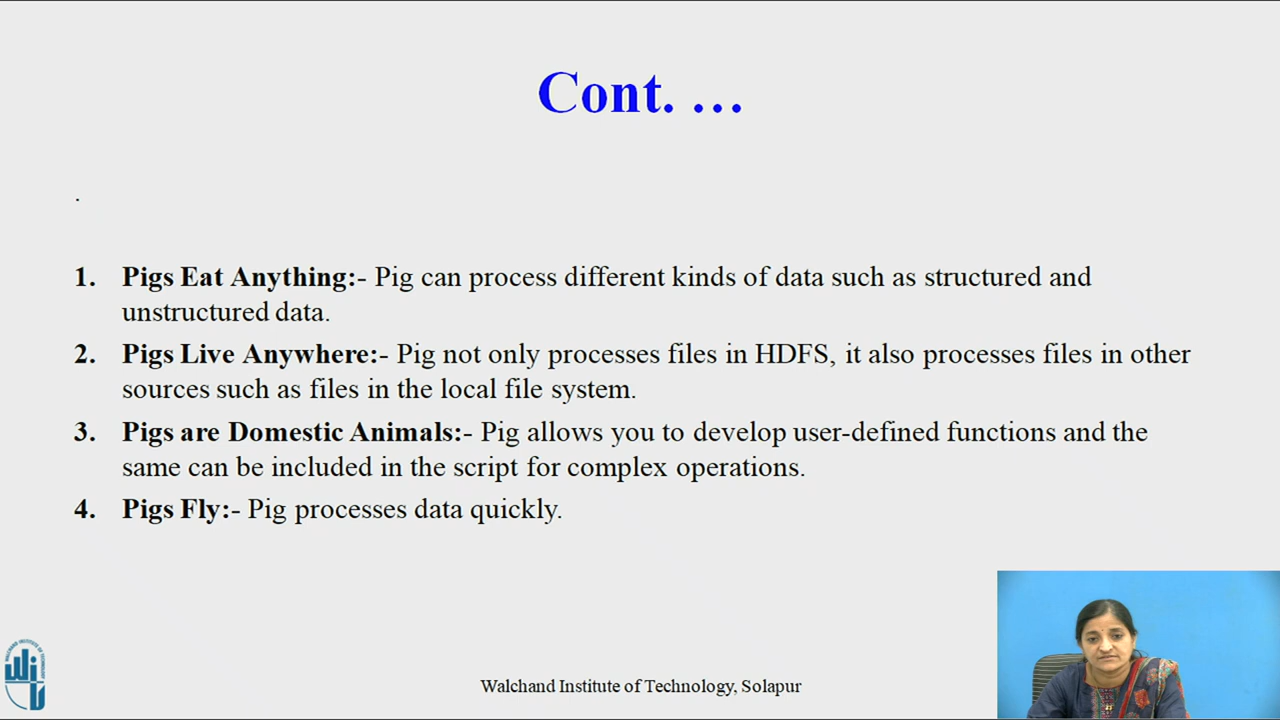 Cont. …
.
1. Pigs Eat Anything:- Pig can process different kinds of data such as structured and
unstructured data.
2. Pigs Live Anywhere:- Pig not only processes files in HDFS, it also processes files in other
sources such as files in the local file system.
3. Pigs are Domestic Animals:- Pig allows you to develop user-defined functions and the
same can be included in the script for complex operations.
4. Pigs Fly:- Pig processes data quickly.
Walchand Institute of Technology, Solapur